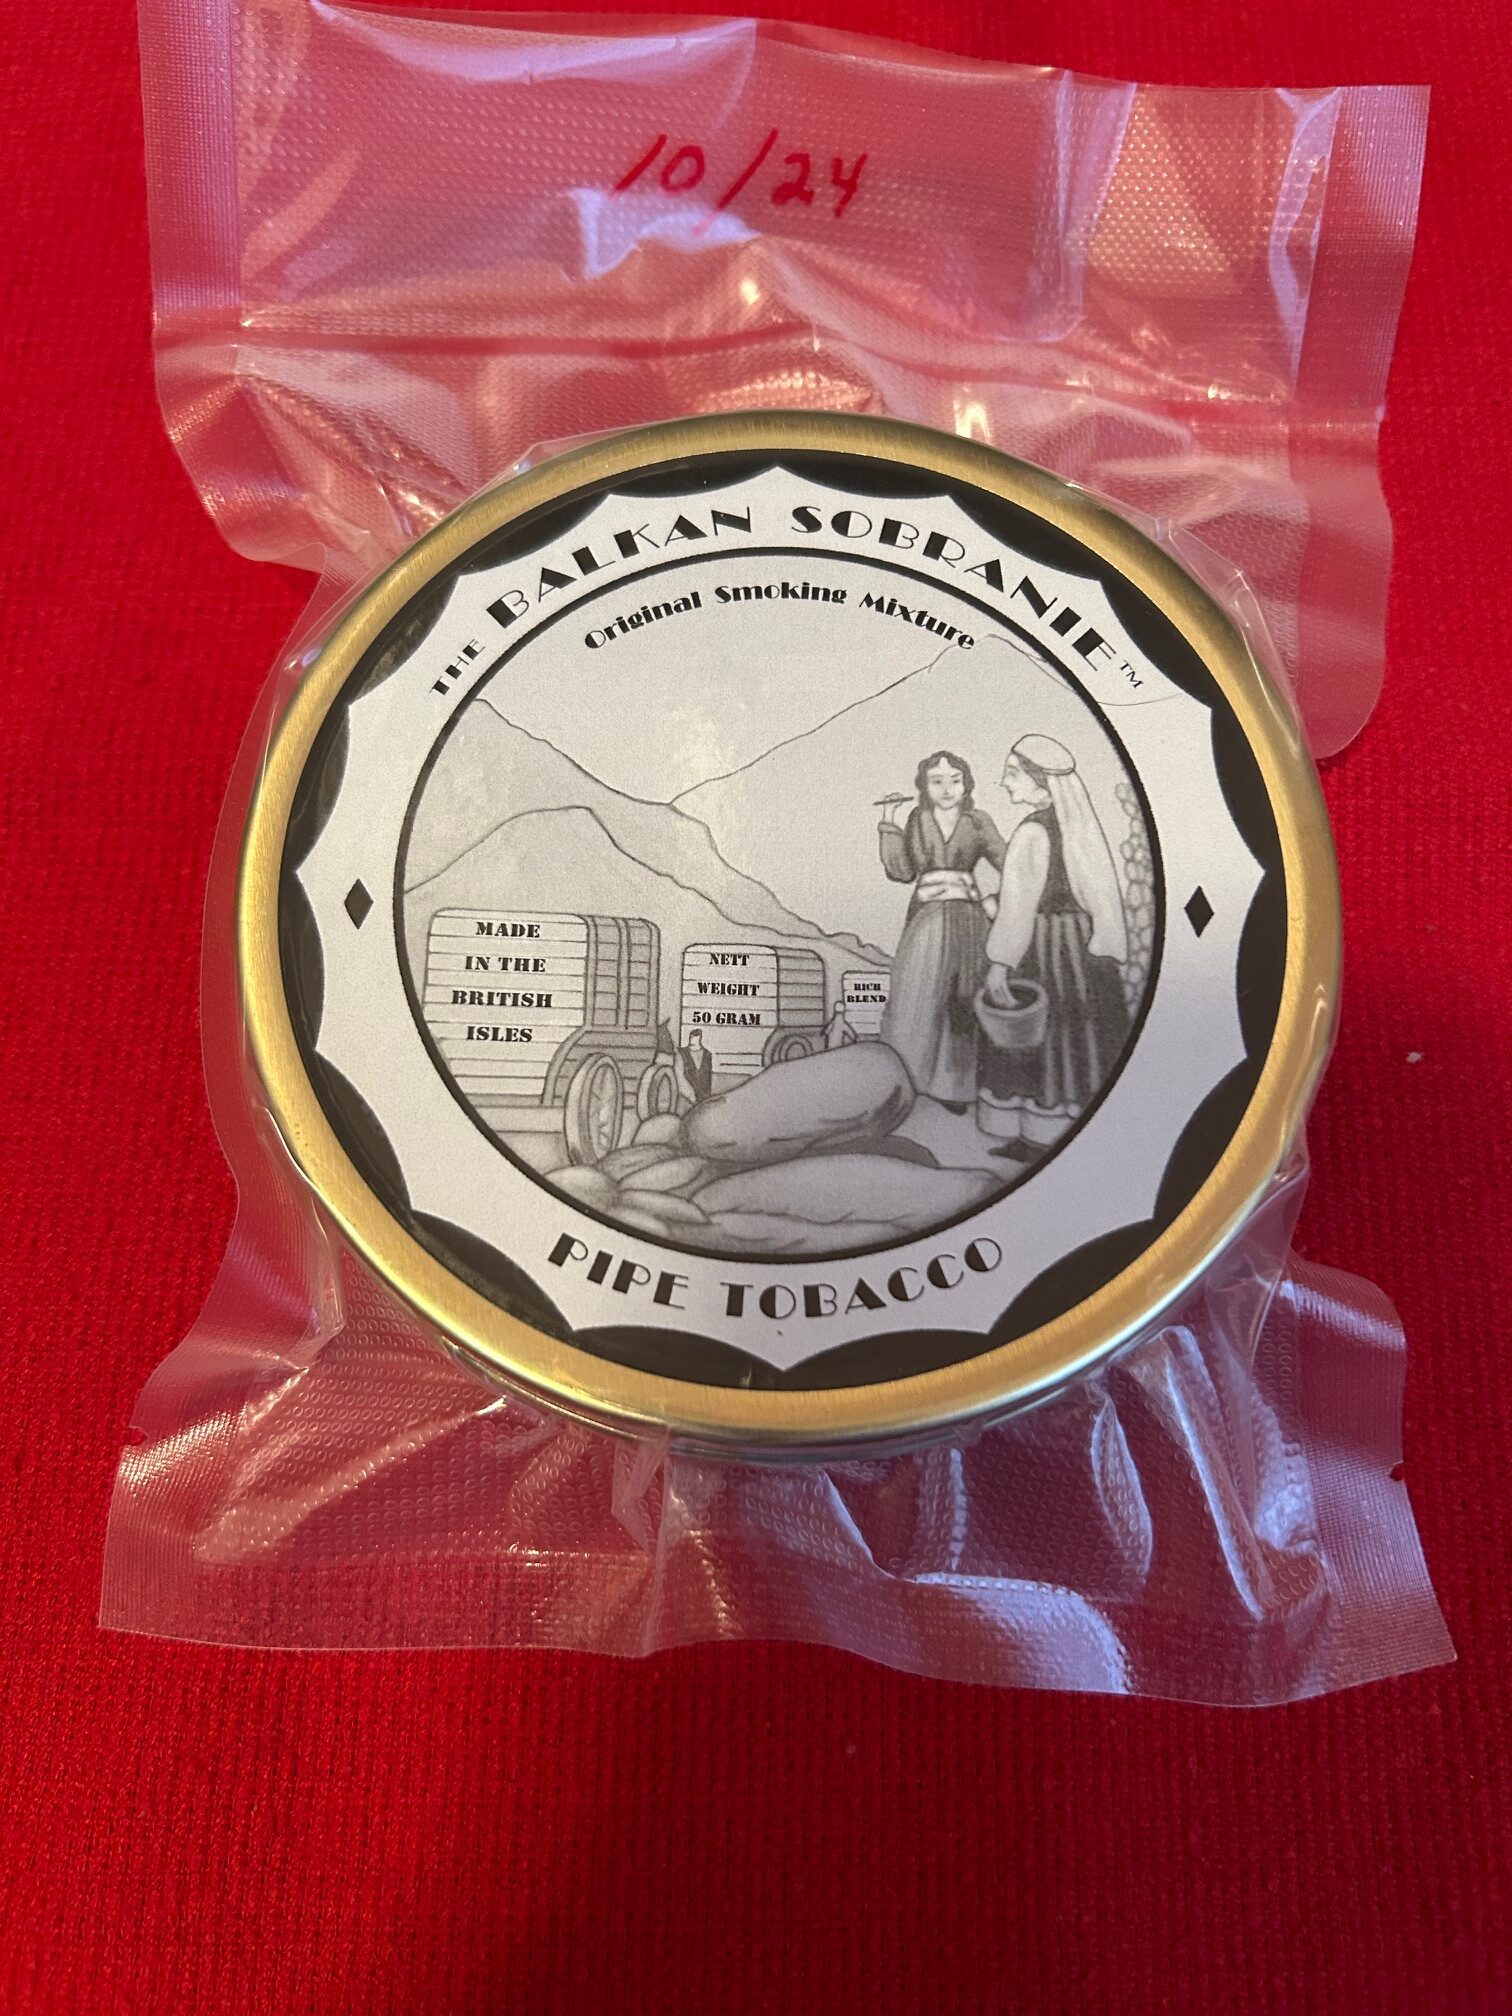 10/24
THE BALKAN SOBRANIE™
Original Smoking Mixture
MADE
IN THE
BRITISH
ISLES
NETT
WEIGHT
50 GRAM
RICH
BLEND
PIPE TOBACCO